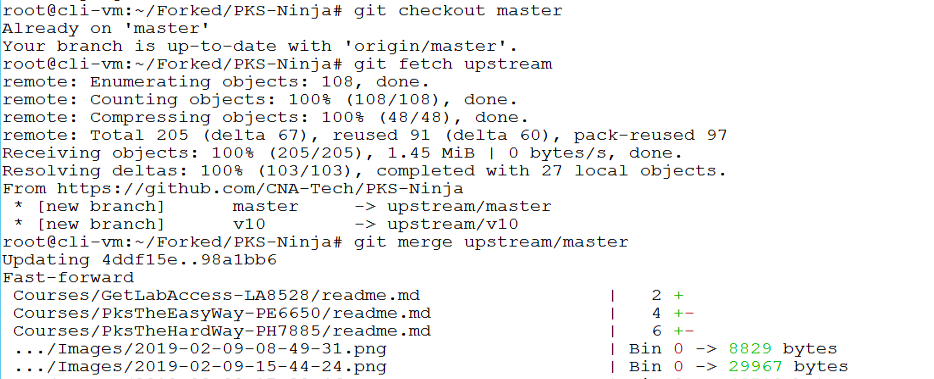 root@cli-vm:~/Forked/PKS-Ninja# git checkout master
Already on 'master'
Your branch is up-to-date with 'origin/master'.
root@cli-vm:~/Forked/PKS-Ninja# git fetch upstream
remote: Enumerating objects: 108, done.
remote: Counting objects: 100% (108/108), done.
remote: Compressing objects: 100% (48/48), done.
remote: Total 205 (delta 67), reused 91 (delta 60), pack-reused 97
Receiving objects: 100% (205/205), 1.45 MiB | 0 bytes/s, done.
Resolving deltas: 100% (103/103), completed with 27 local objects.
From https://github.com/CNA-Tech/PKS-Ninja
 * [new branch]      master     -> upstream/master
 * [new branch]      v10        -> upstream/v10
root@cli-vm:~/Forked/PKS-Ninja# git merge upstream/master
Updating 4ddf15e..98a1bb6
Fast-forward
 Courses/GetLabAccess-LA8528/readme.md                 |   2 +
 Courses/PksTheEasyWay-PE6650/readme.md                |   4 +-
 Courses/PksTheHardWay-PH7885/readme.md                |   6 +-
 .../Images/2019-02-09-08-49-31.png                    | Bin 0 -> 8829 bytes
 .../Images/2019-02-09-15-44-24.png                    | Bin 0 -> 29967 bytes